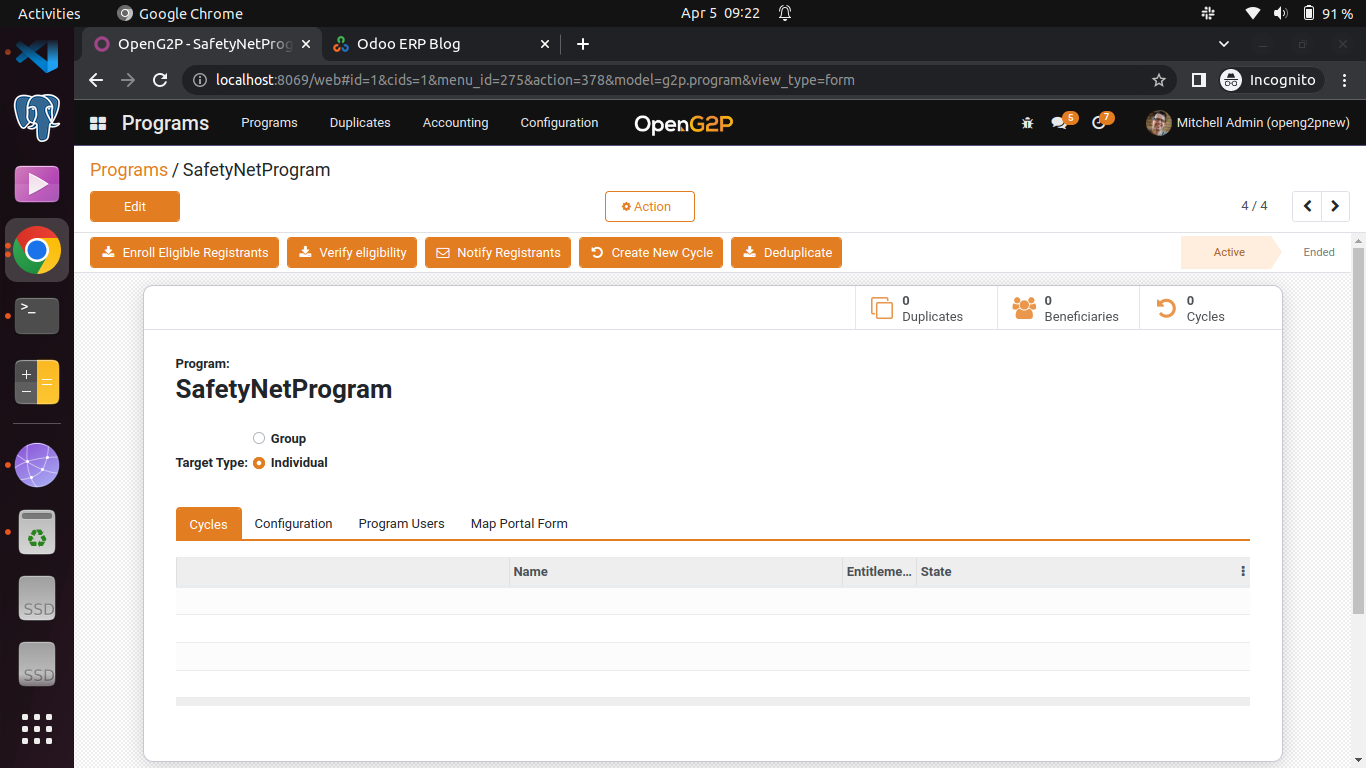 Activities Google Chrome Apr 5 09:22 91 %
OpenG2P - SafetyNetProg Odoo ERP Blog
localhost:8069/web#id=1&cids=1&menu_id=275&action=378&model=g2p.program&view_type=form Incognito
Programs Programs Duplicates Accounting Configuration OpenG2P 5 7 Mitchell Admin (openg2pnew)
Programs / SafetyNetProgram
Edit Action 4 / 4
Enroll Eligible Registrants Verify eligibility Notify Registrants Create New Cycle Deduplicate Active Ended
0 0 0
Duplicates Beneficiaries Cycles
Program:
SafetyNetProgram
Group
Target Type: Individual
Cycles Configuration Program Users Map Portal Form
Name Entitleme... State
SSD
SSD